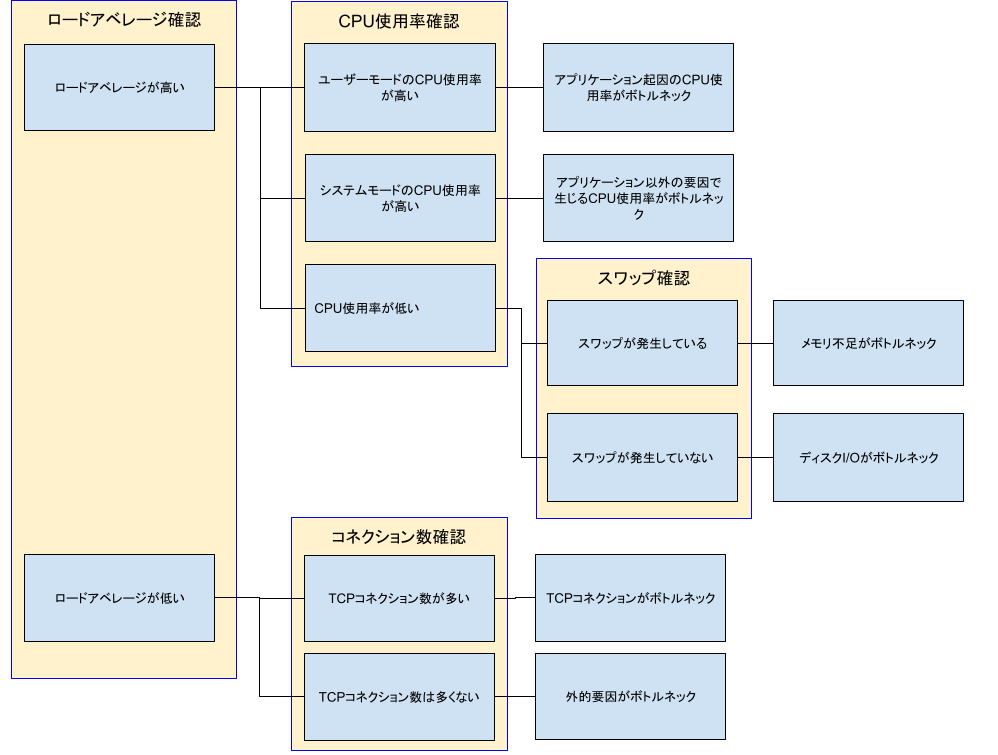 ロードアベレージ確認
ロードアベレージが高い
CPU使用率確認
ユーザーモードのCPU使用率
が高い
アプリケーション起因のCPU使
用率がボトルネック
システムモードのCPU使用率
が高い
アプリケーション以外の要因で
生じるCPU使用率がボトルネッ
ク
CPU使用率が低い
スワップ確認
スワップが発生している
メモリ不足がボトルネック
スワップが発生していない
ディスクI/Oがボトルネック
ロードアベレージが低い
コネクション数確認
TCPコネクション数が多い
TCPコネクションがボトルネック
TCPコネクション数は多くない
外的要因がボトルネック